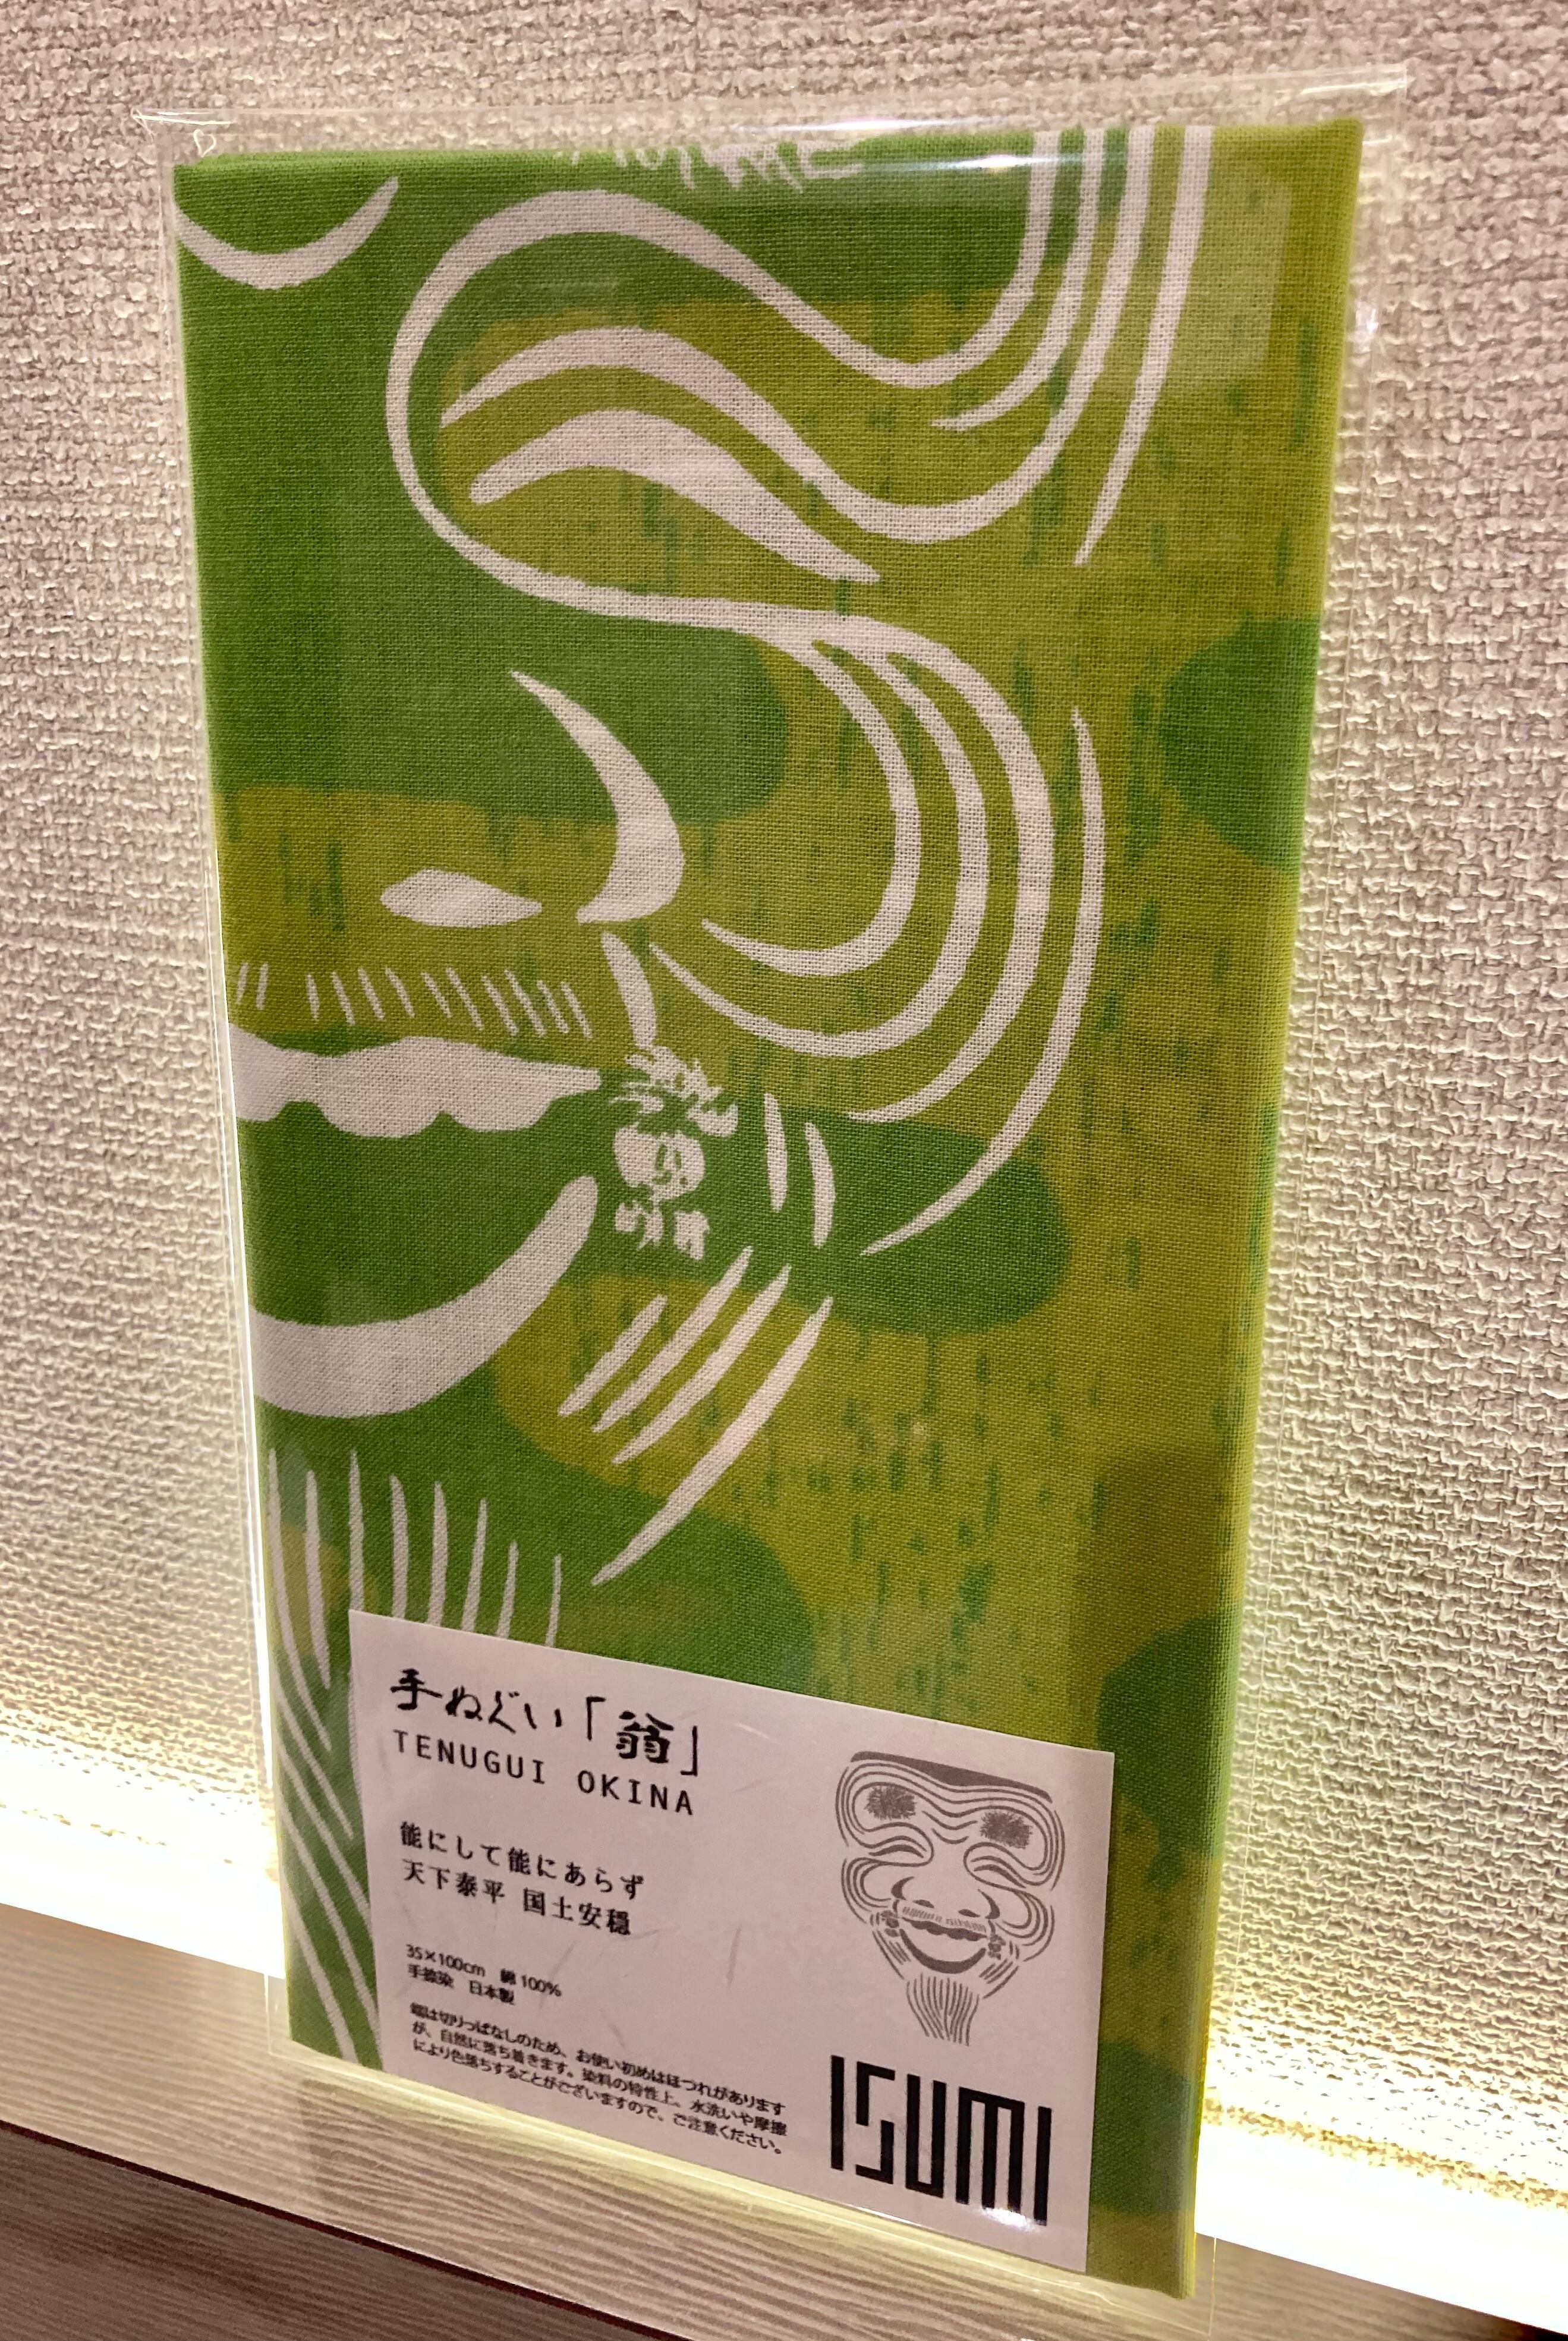 手ぬぐい「翁」
TENUGUI OKINA
能にして能にあらず
天下泰平 国土安穏
35×100cm 綿100%
手捺染 日本製
端は切りっぱなしのため、お使い初めはほつれがあります
が、自然に落ち着きます。染料の特性上、水洗いや摩擦
により色落ちすることがございますので、ご注意ください。
ISUMI